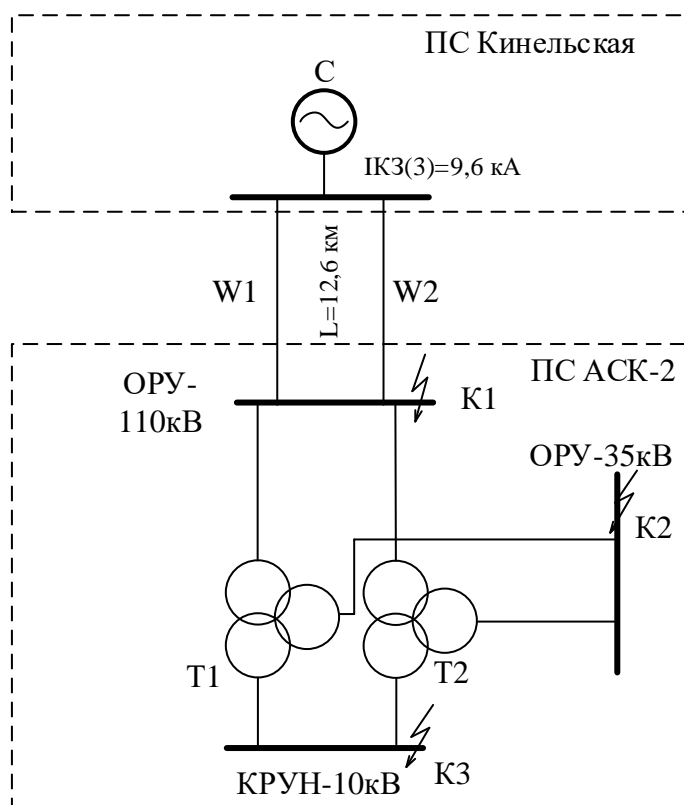 ПС Кинельская
С
IКЗ(3)=9,6 кА
W1
L=12,6 км
W2
ПС АСК-2
ОРУ-
110кВ
К1
ОРУ-35кВ
К2
Т1
Т2
КРУН-10кВ
К3